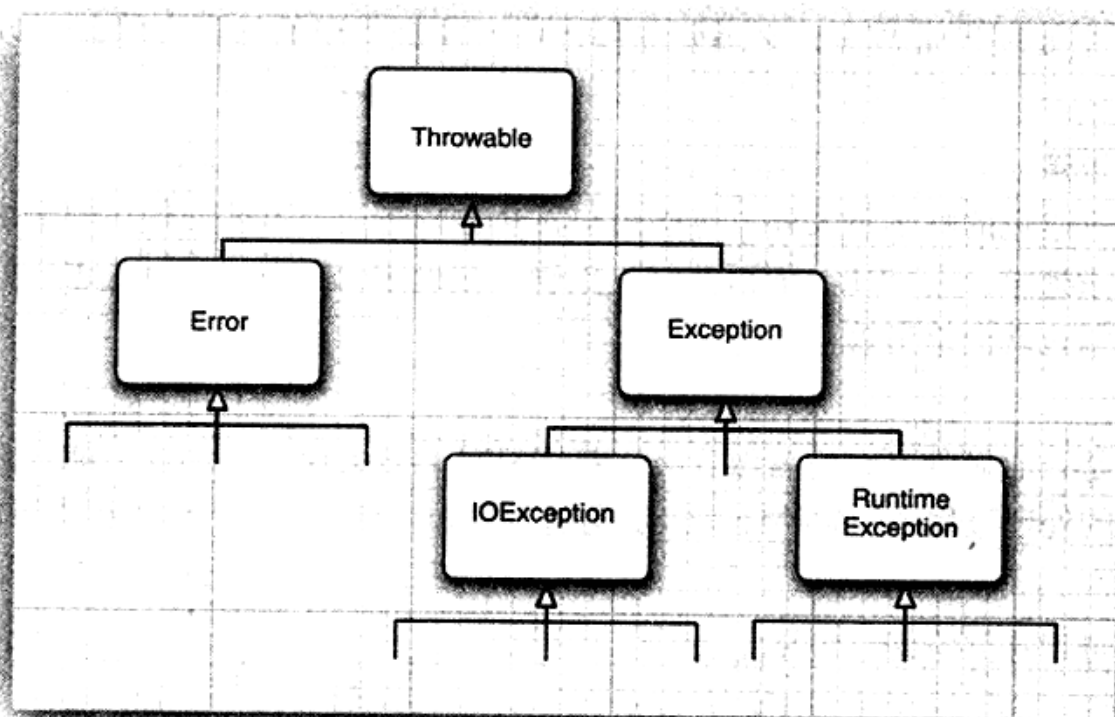 Throwable
Error
Exception
IOException
Runtime
Exception